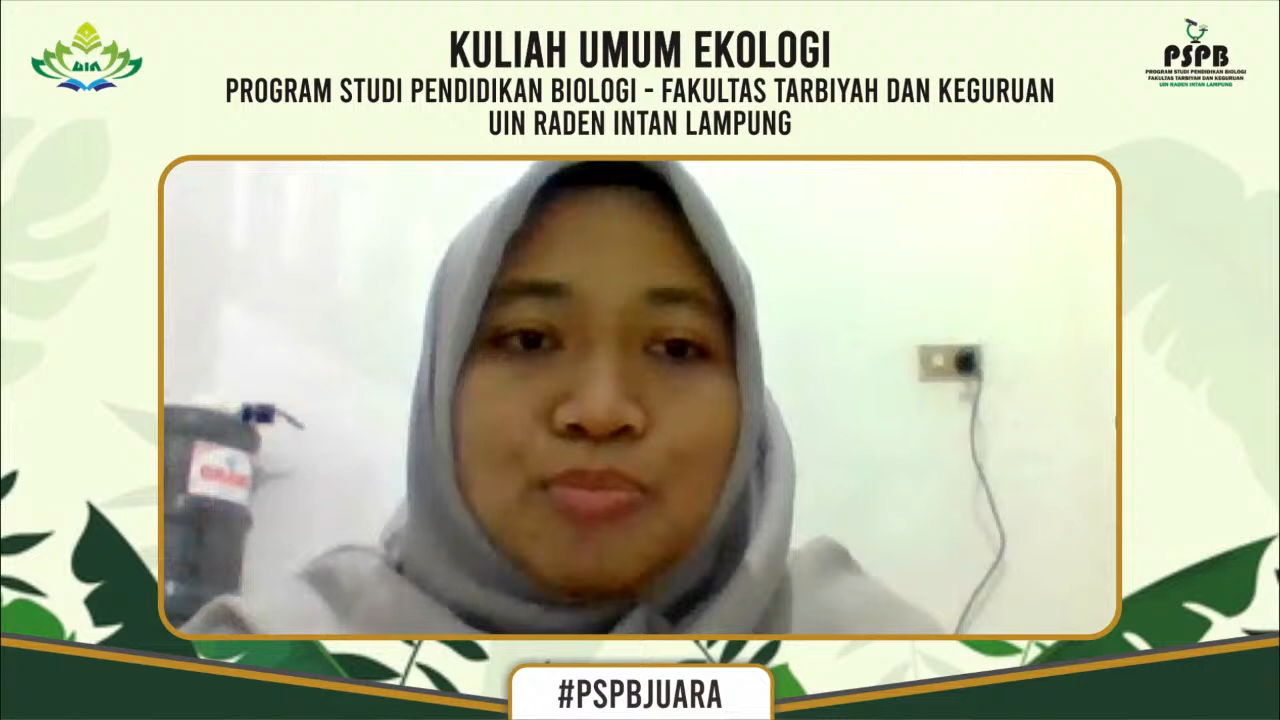 KULIAH UMUM EKOLOGI
PROGRAM STUDI PENDIDIKAN BIOLOGI - FAKULTAS TARBIYAH DAN KEGURUAN
UIN RADEN INTAN LAMPUNG
PSPB
PROGRAM STUDI PENDIDIKAN BIOLOGI
FAKULTAS TARBIYAH DAN KEGURUAN
UIN RADEN INTAN LAMPUNG
#PSPBJUARA